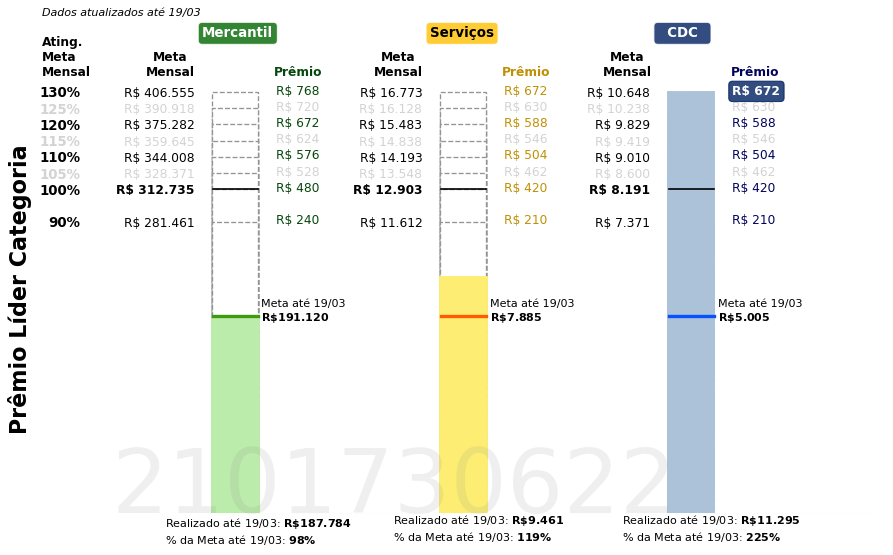 Dados atualizados até 19/03
Mercantil Serviços CDC
Ating. Meta Mensal Meta Mensal Prêmio Meta Mensal Prêmio Meta Mensal Prêmio
130% R$ 406.555 R$ 768 R$ 16.773 R$ 672 R$ 10.648 R$ 672
125% R$ 390.918 R$ 720 R$ 16.128 R$ 630 R$ 10.238 R$ 630
120% R$ 375.282 R$ 672 R$ 15.483 R$ 588 R$ 9.829 R$ 588
115% R$ 359.645 R$ 624 R$ 14.838 R$ 546 R$ 9.419 R$ 546
110% R$ 344.008 R$ 576 R$ 14.193 R$ 504 R$ 9.010 R$ 504
105% R$ 328.371 R$ 528 R$ 13.548 R$ 462 R$ 8.600 R$ 462
100% R$ 312.735 R$ 480 R$ 12.903 R$ 420 R$ 8.191 R$ 420
90% R$ 281.461 R$ 240 R$ 11.612 R$ 210 R$ 7.371 R$ 210
Prêmio Líder Categoria
Meta até 19/03 Meta até 19/03 Meta até 19/03
R$191.120 R$7.885 R$5.005
2101730622
Realizado até 19/03: R$187.784 Realizado até 19/03: R$9.461 Realizado até 19/03: R$11.295
% da Meta até 19/03: 98% % da Meta até 19/03: 119% % da Meta até 19/03: 225%